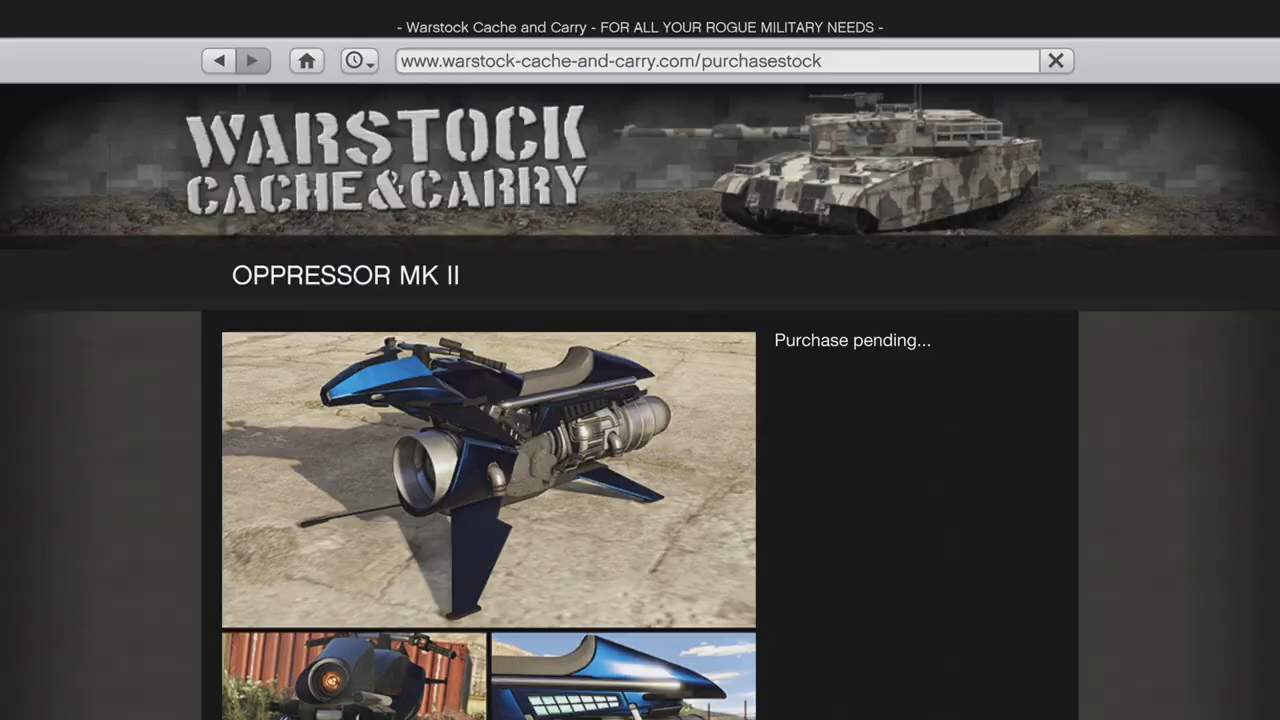 - Warstock Cache and Carry - FOR ALL YOUR ROGUE MILITARY NEEDS -
www.warstock-cache-and-carry.com/purchasestock
WARSTOCK
CACHE&CARRY
OPPRESSOR MK II
Purchase pending...